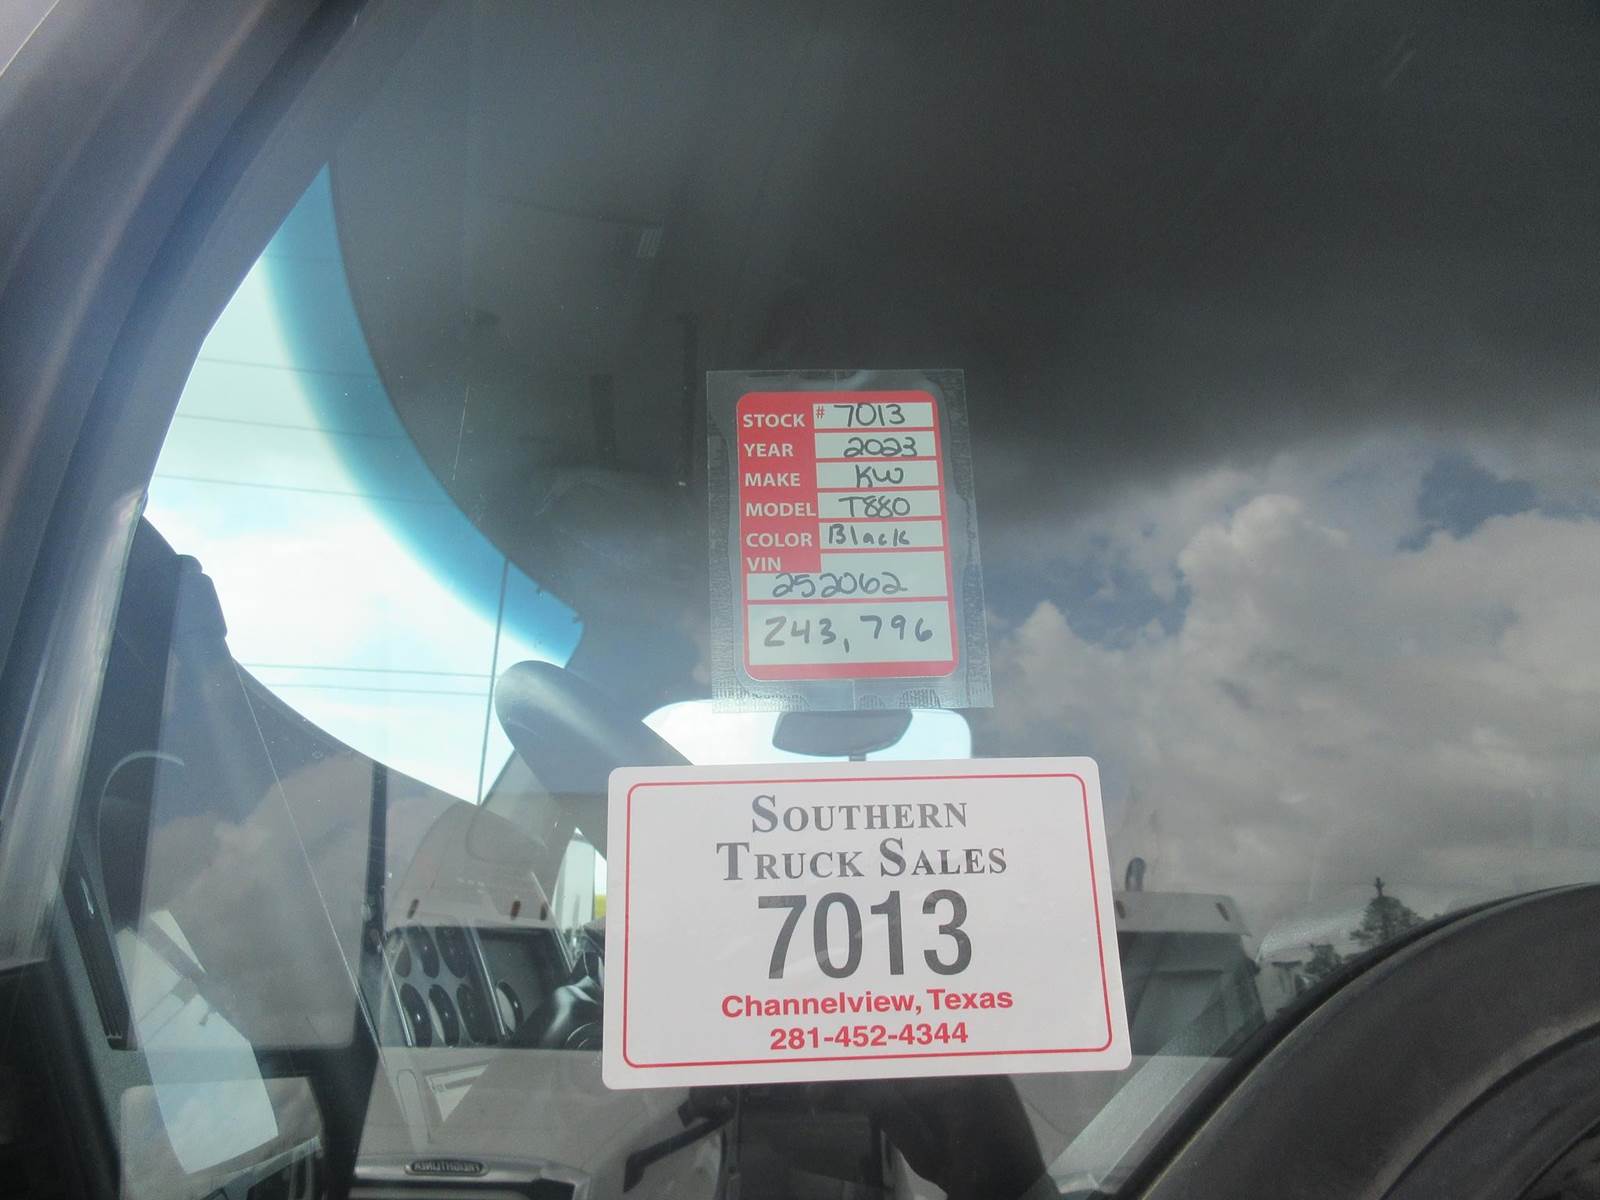 STOCK # 7013
YEAR 2023
MAKE KW
MODEL T880
COLOR Black
VIN
252062
243,796
SOUTHERN
TRUCK SALES
7013
Channelview, Texas
281-452-4344
FREIGHTLINER